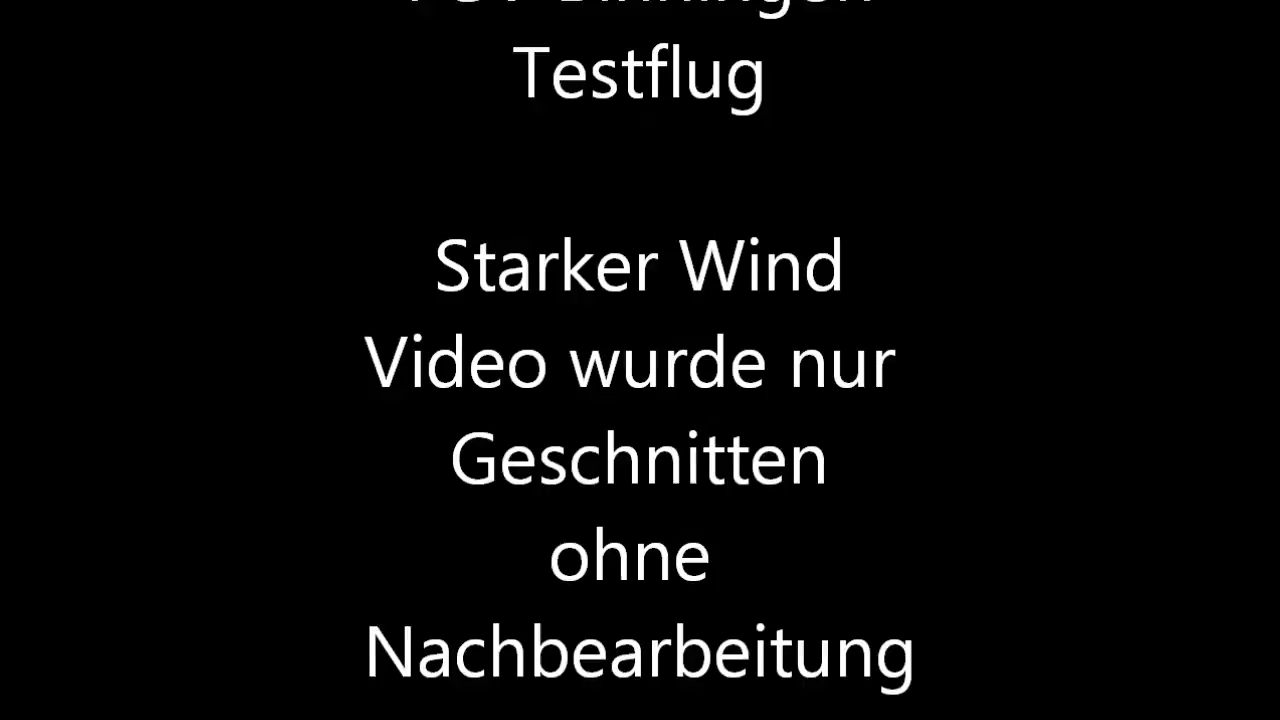 Testflug
Starker Wind
Video wurde nur
Geschnitten
ohne
Nachbearbeitung